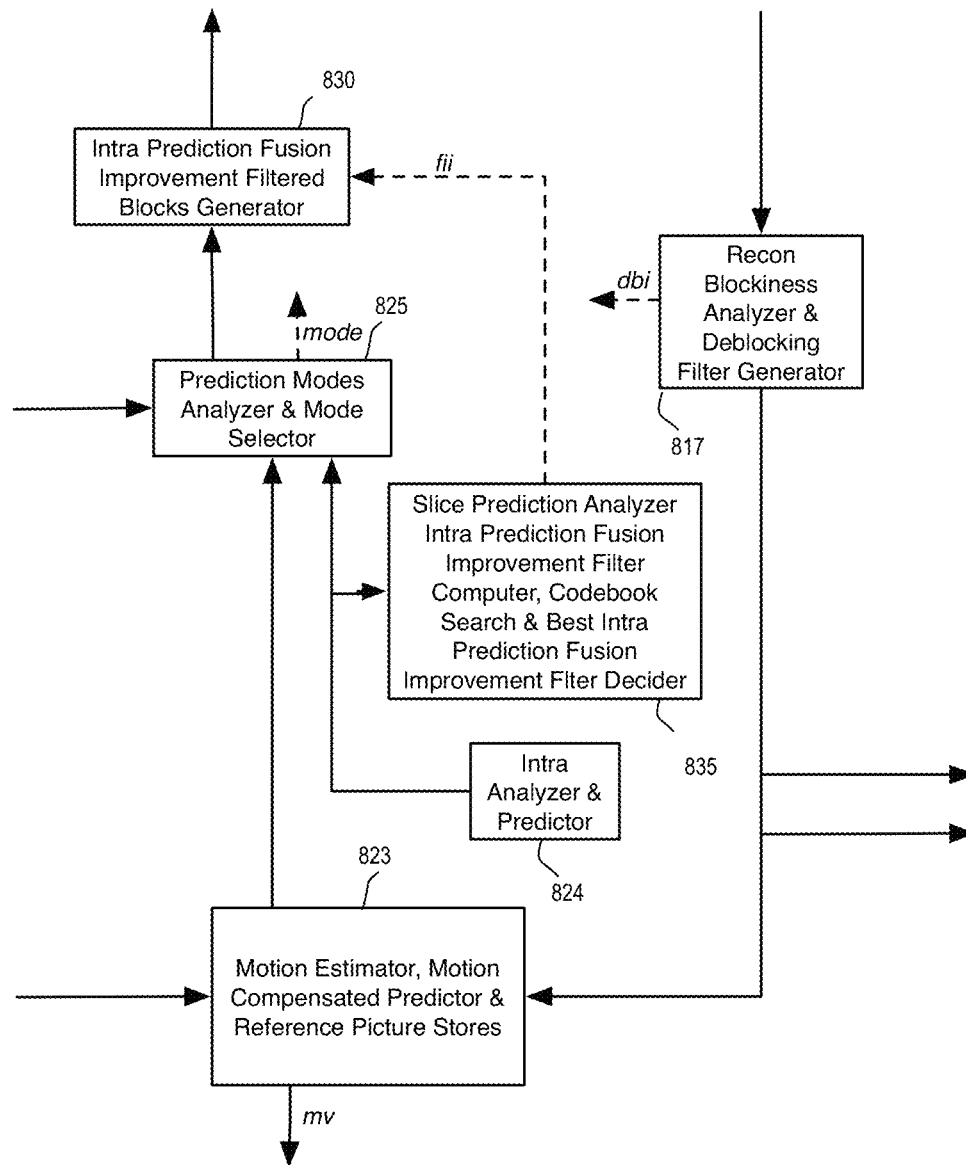 830
Intra Prediction Fusion
Improvement Filtered
Blocks Generator
fii
Recon
Blockiness
Analyzer &
Deblocking
Filter Generator
dbi
817
825
mode
Prediction Modes
Analyzer & Mode
Selector
Slice Prediction Analyzer
Intra Prediction Fusion
Improvement Filter
Computer, Codebook
Search & Best Intra
Prediction Fusion
Improvement Flter Decider
835
Intra
Analyzer &
Predictor
824
823
Motion Estimator, Motion
Compensated Predictor &
Reference Picture Stores
mv